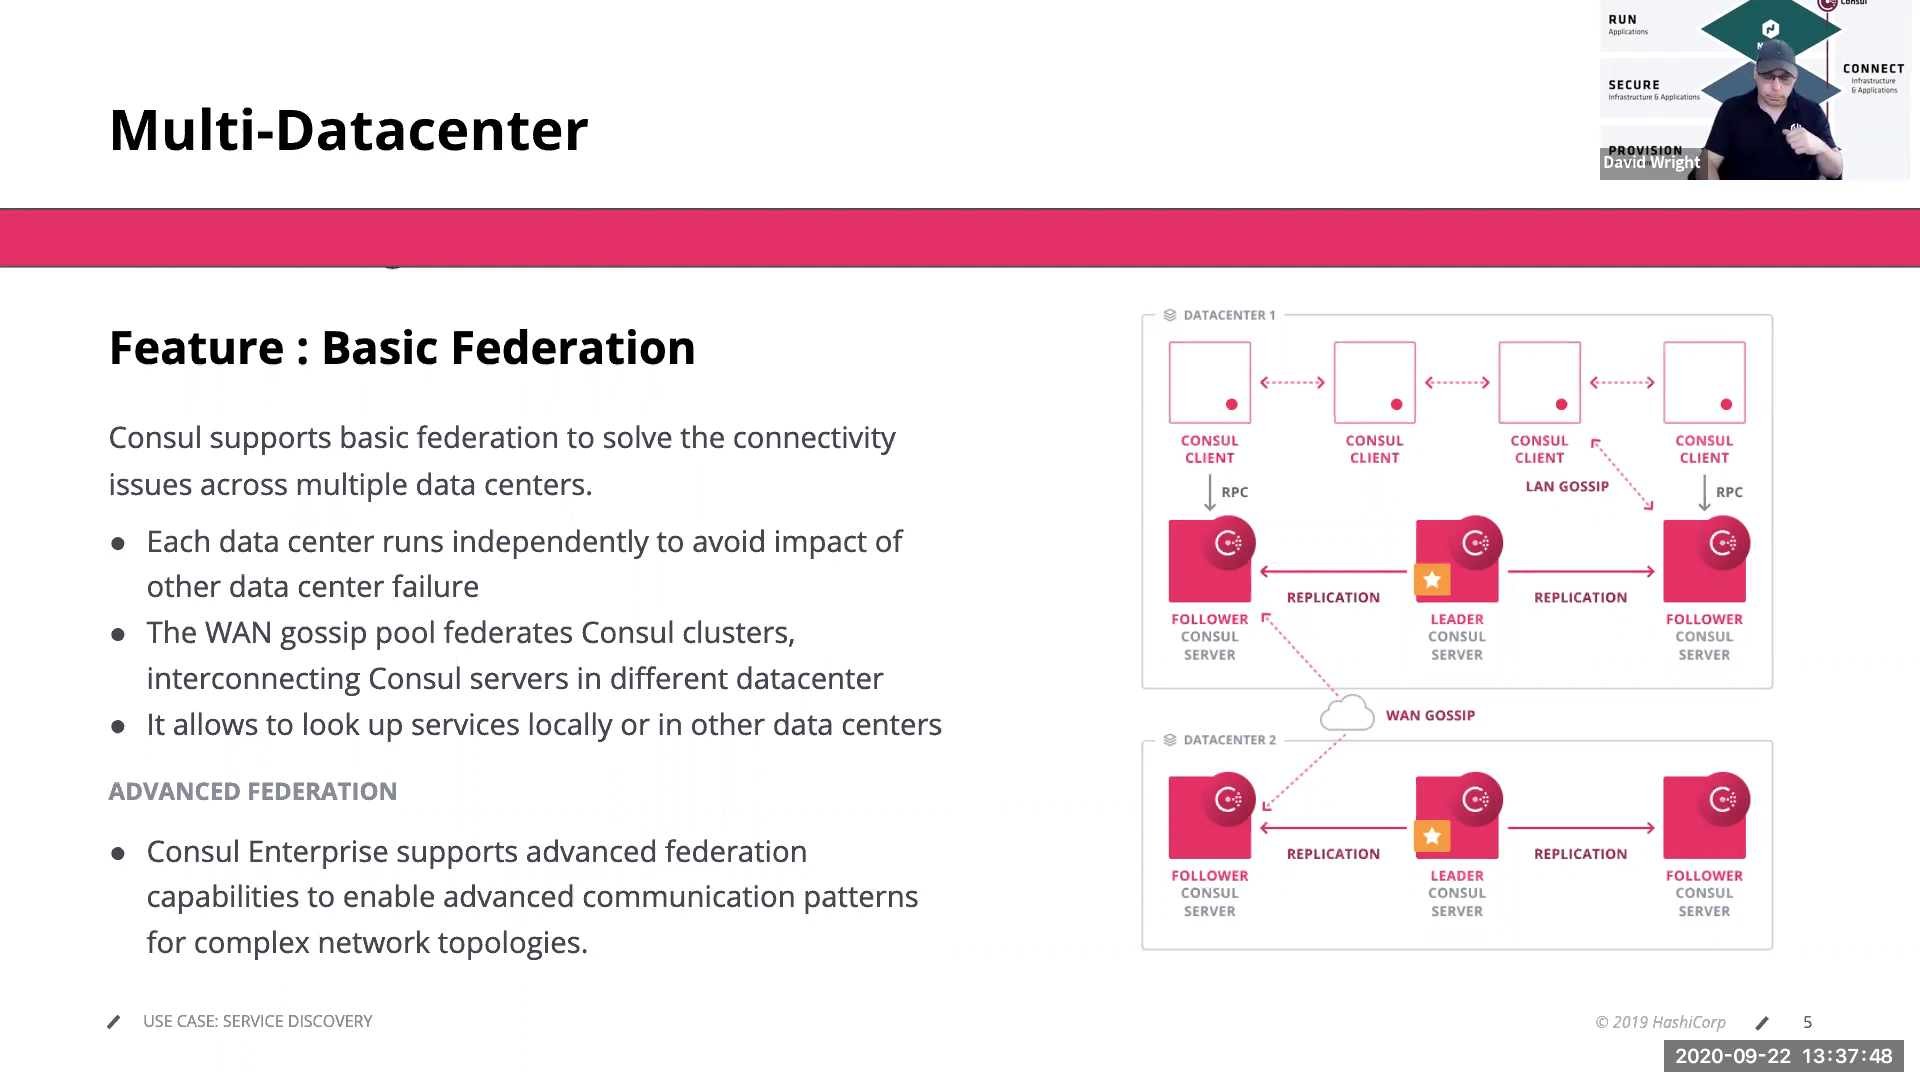 RUN
Applications
Consul
SECURE
Infrastructure & Applications
CONNECT
Infrastructure
& Applications
PROVISION
David Wright
Multi-Datacenter
Feature : Basic Federation
Consul supports basic federation to solve the connectivity
issues across multiple data centers.
● Each data center runs independently to avoid impact of
other data center failure
● The WAN gossip pool federates Consul clusters,
interconnecting Consul servers in different datacenter
● It allows to look up services locally or in other data centers
ADVANCED FEDERATION
● Consul Enterprise supports advanced federation
capabilities to enable advanced communication patterns
for complex network topologies.
DATACENTER 1
CONSUL CLIENT
CONSUL CLIENT
CONSUL CLIENT
CONSUL CLIENT
RPC
LAN GOSSIP
RPC
REPLICATION
REPLICATION
FOLLOWER
CONSUL
SERVER
LEADER
CONSUL
SERVER
FOLLOWER
CONSUL
SERVER
WAN GOSSIP
DATACENTER 2
REPLICATION
REPLICATION
FOLLOWER
CONSUL
SERVER
LEADER
CONSUL
SERVER
FOLLOWER
CONSUL
SERVER
USE CASE: SERVICE DISCOVERY
© 2019 HashiCorp
5
2020-09-22 13:37:48